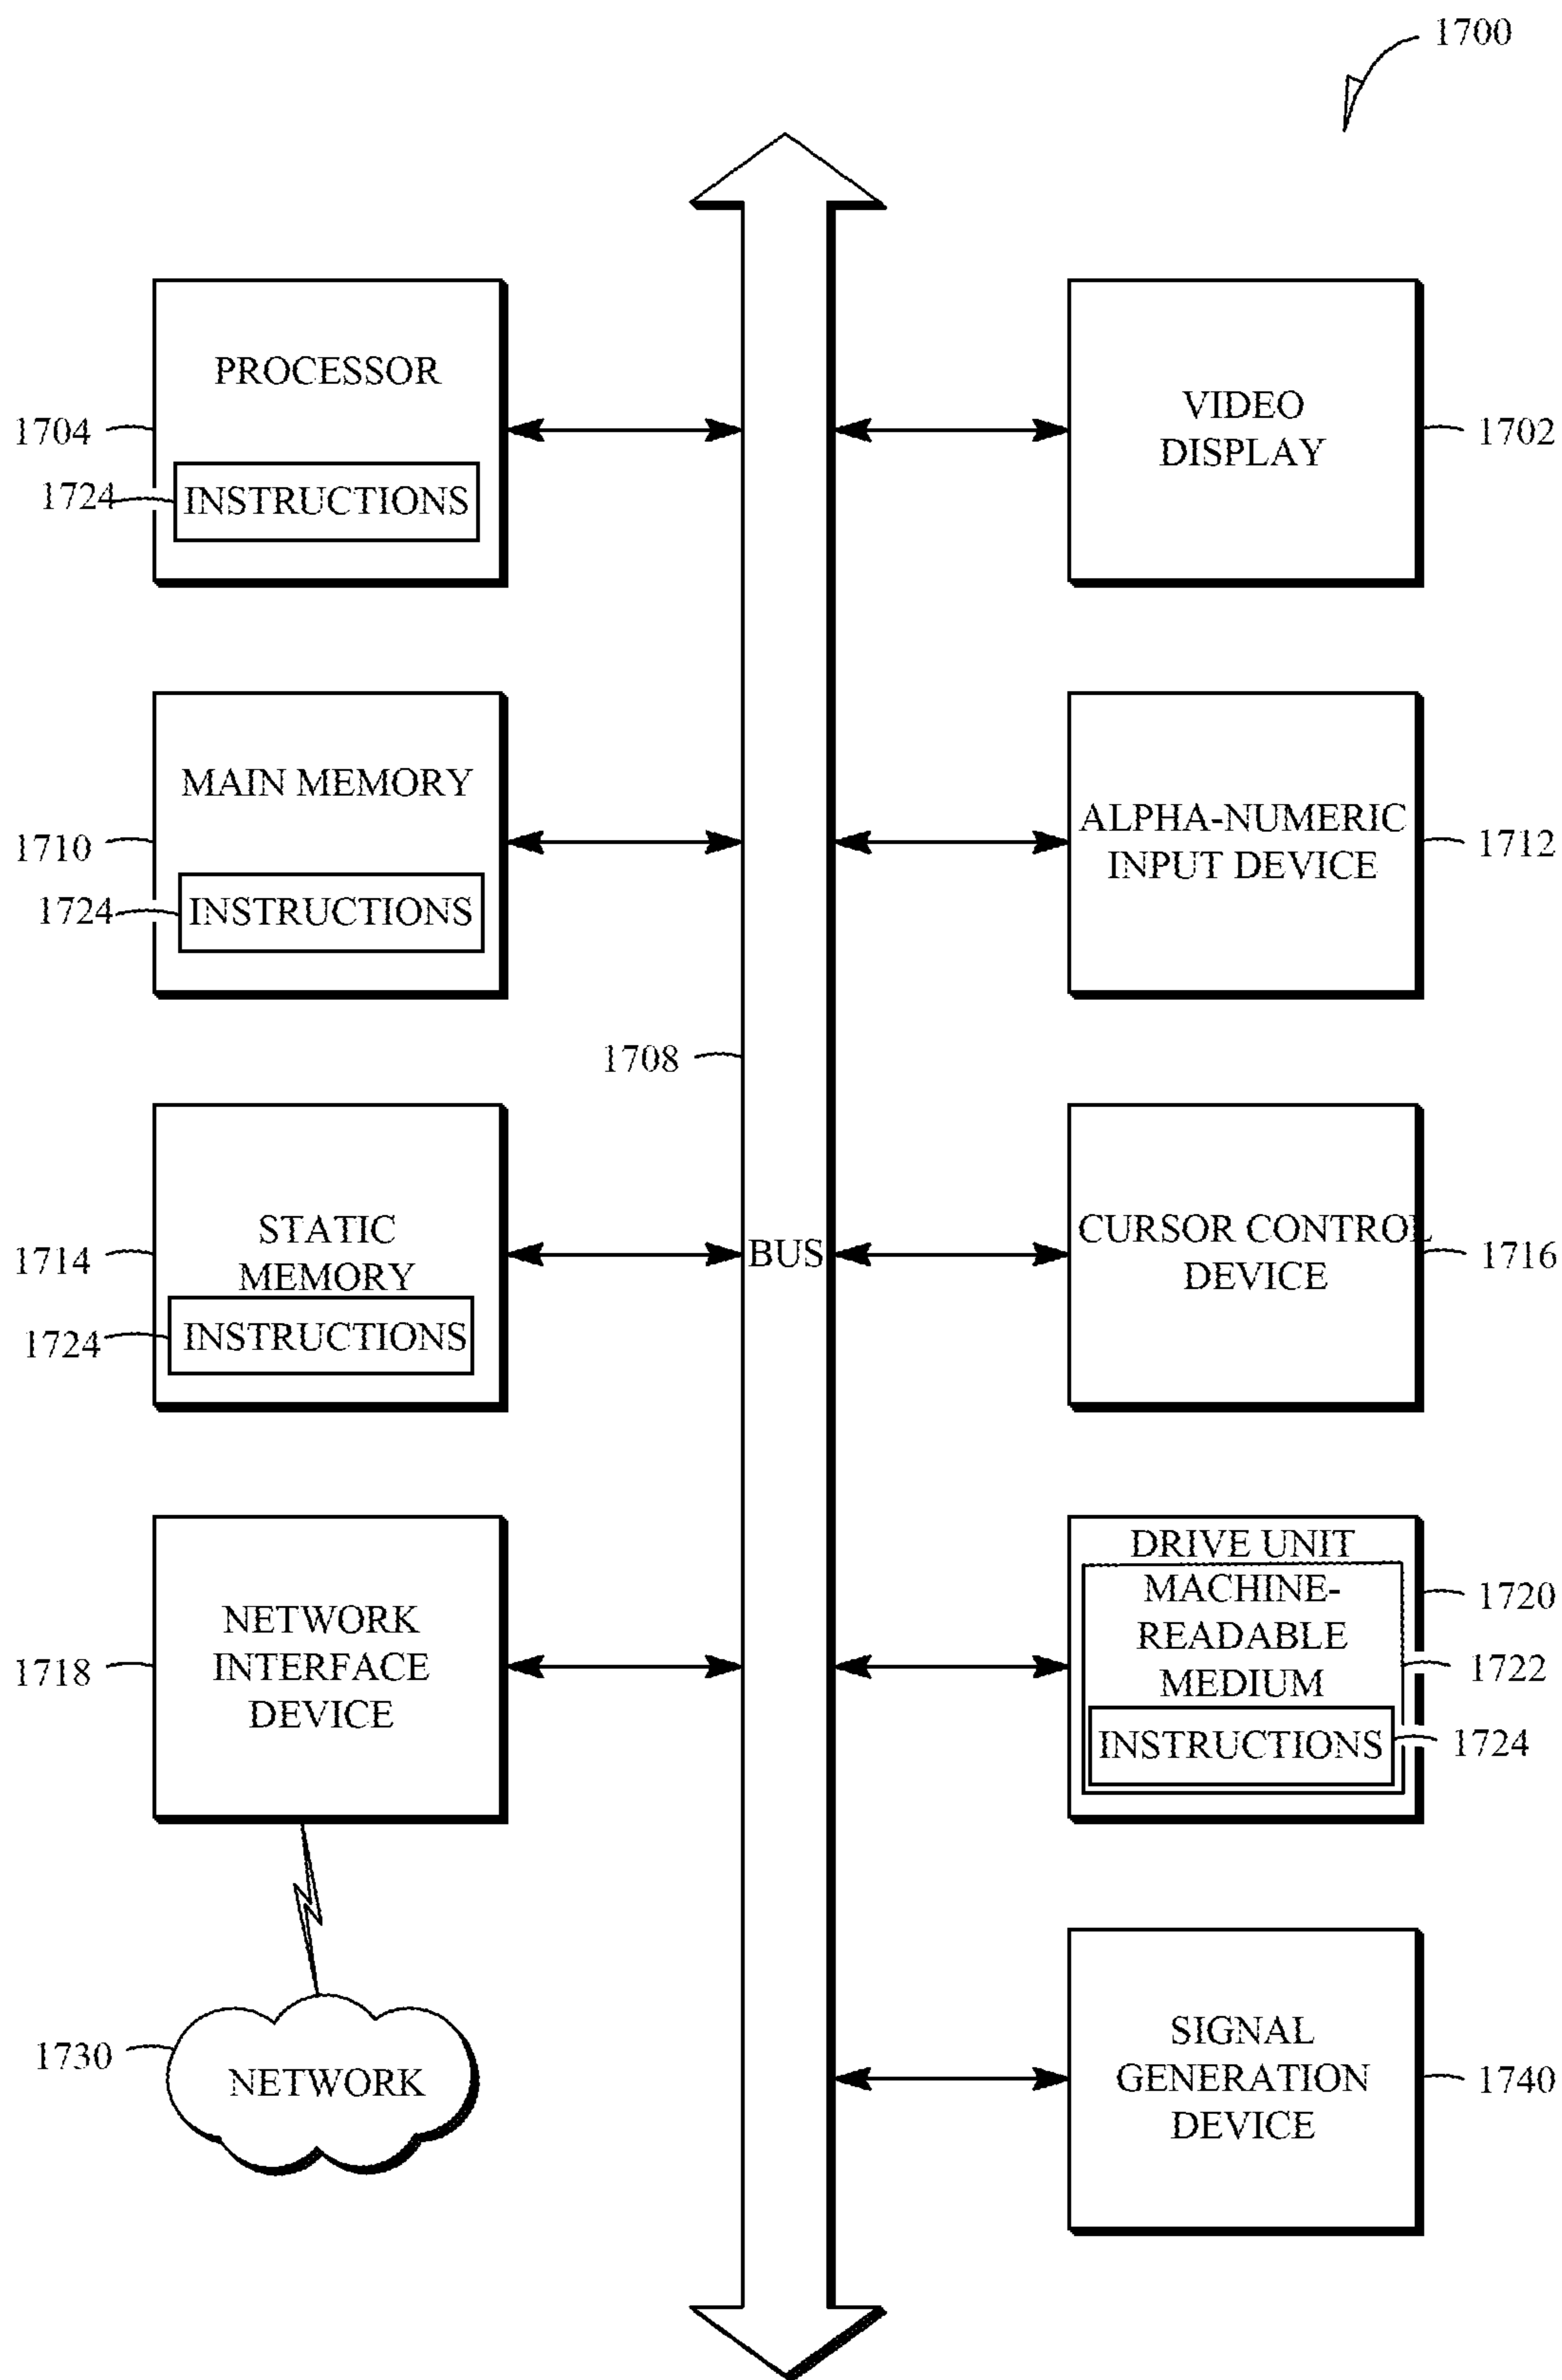 1700
PROCESSOR
1704
1724
INSTRUCTIONS
VIDEO
DISPLAY
1702
MAIN MEMORY
1710
1724
INSTRUCTIONS
ALPHA-NUMERIC
INPUT DEVICE
1712
1708
STATIC
MEMORY
1714
1724
INSTRUCTIONS
BUS
CURSOR CONTROL
DEVICE
1716
NETWORK
INTERFACE
DEVICE
1718
DRIVE UNIT
1720
MACHINE-
READABLE
MEDIUM
1722
INSTRUCTIONS
1724
1730
NETWORK
SIGNAL
GENERATION
DEVICE
1740